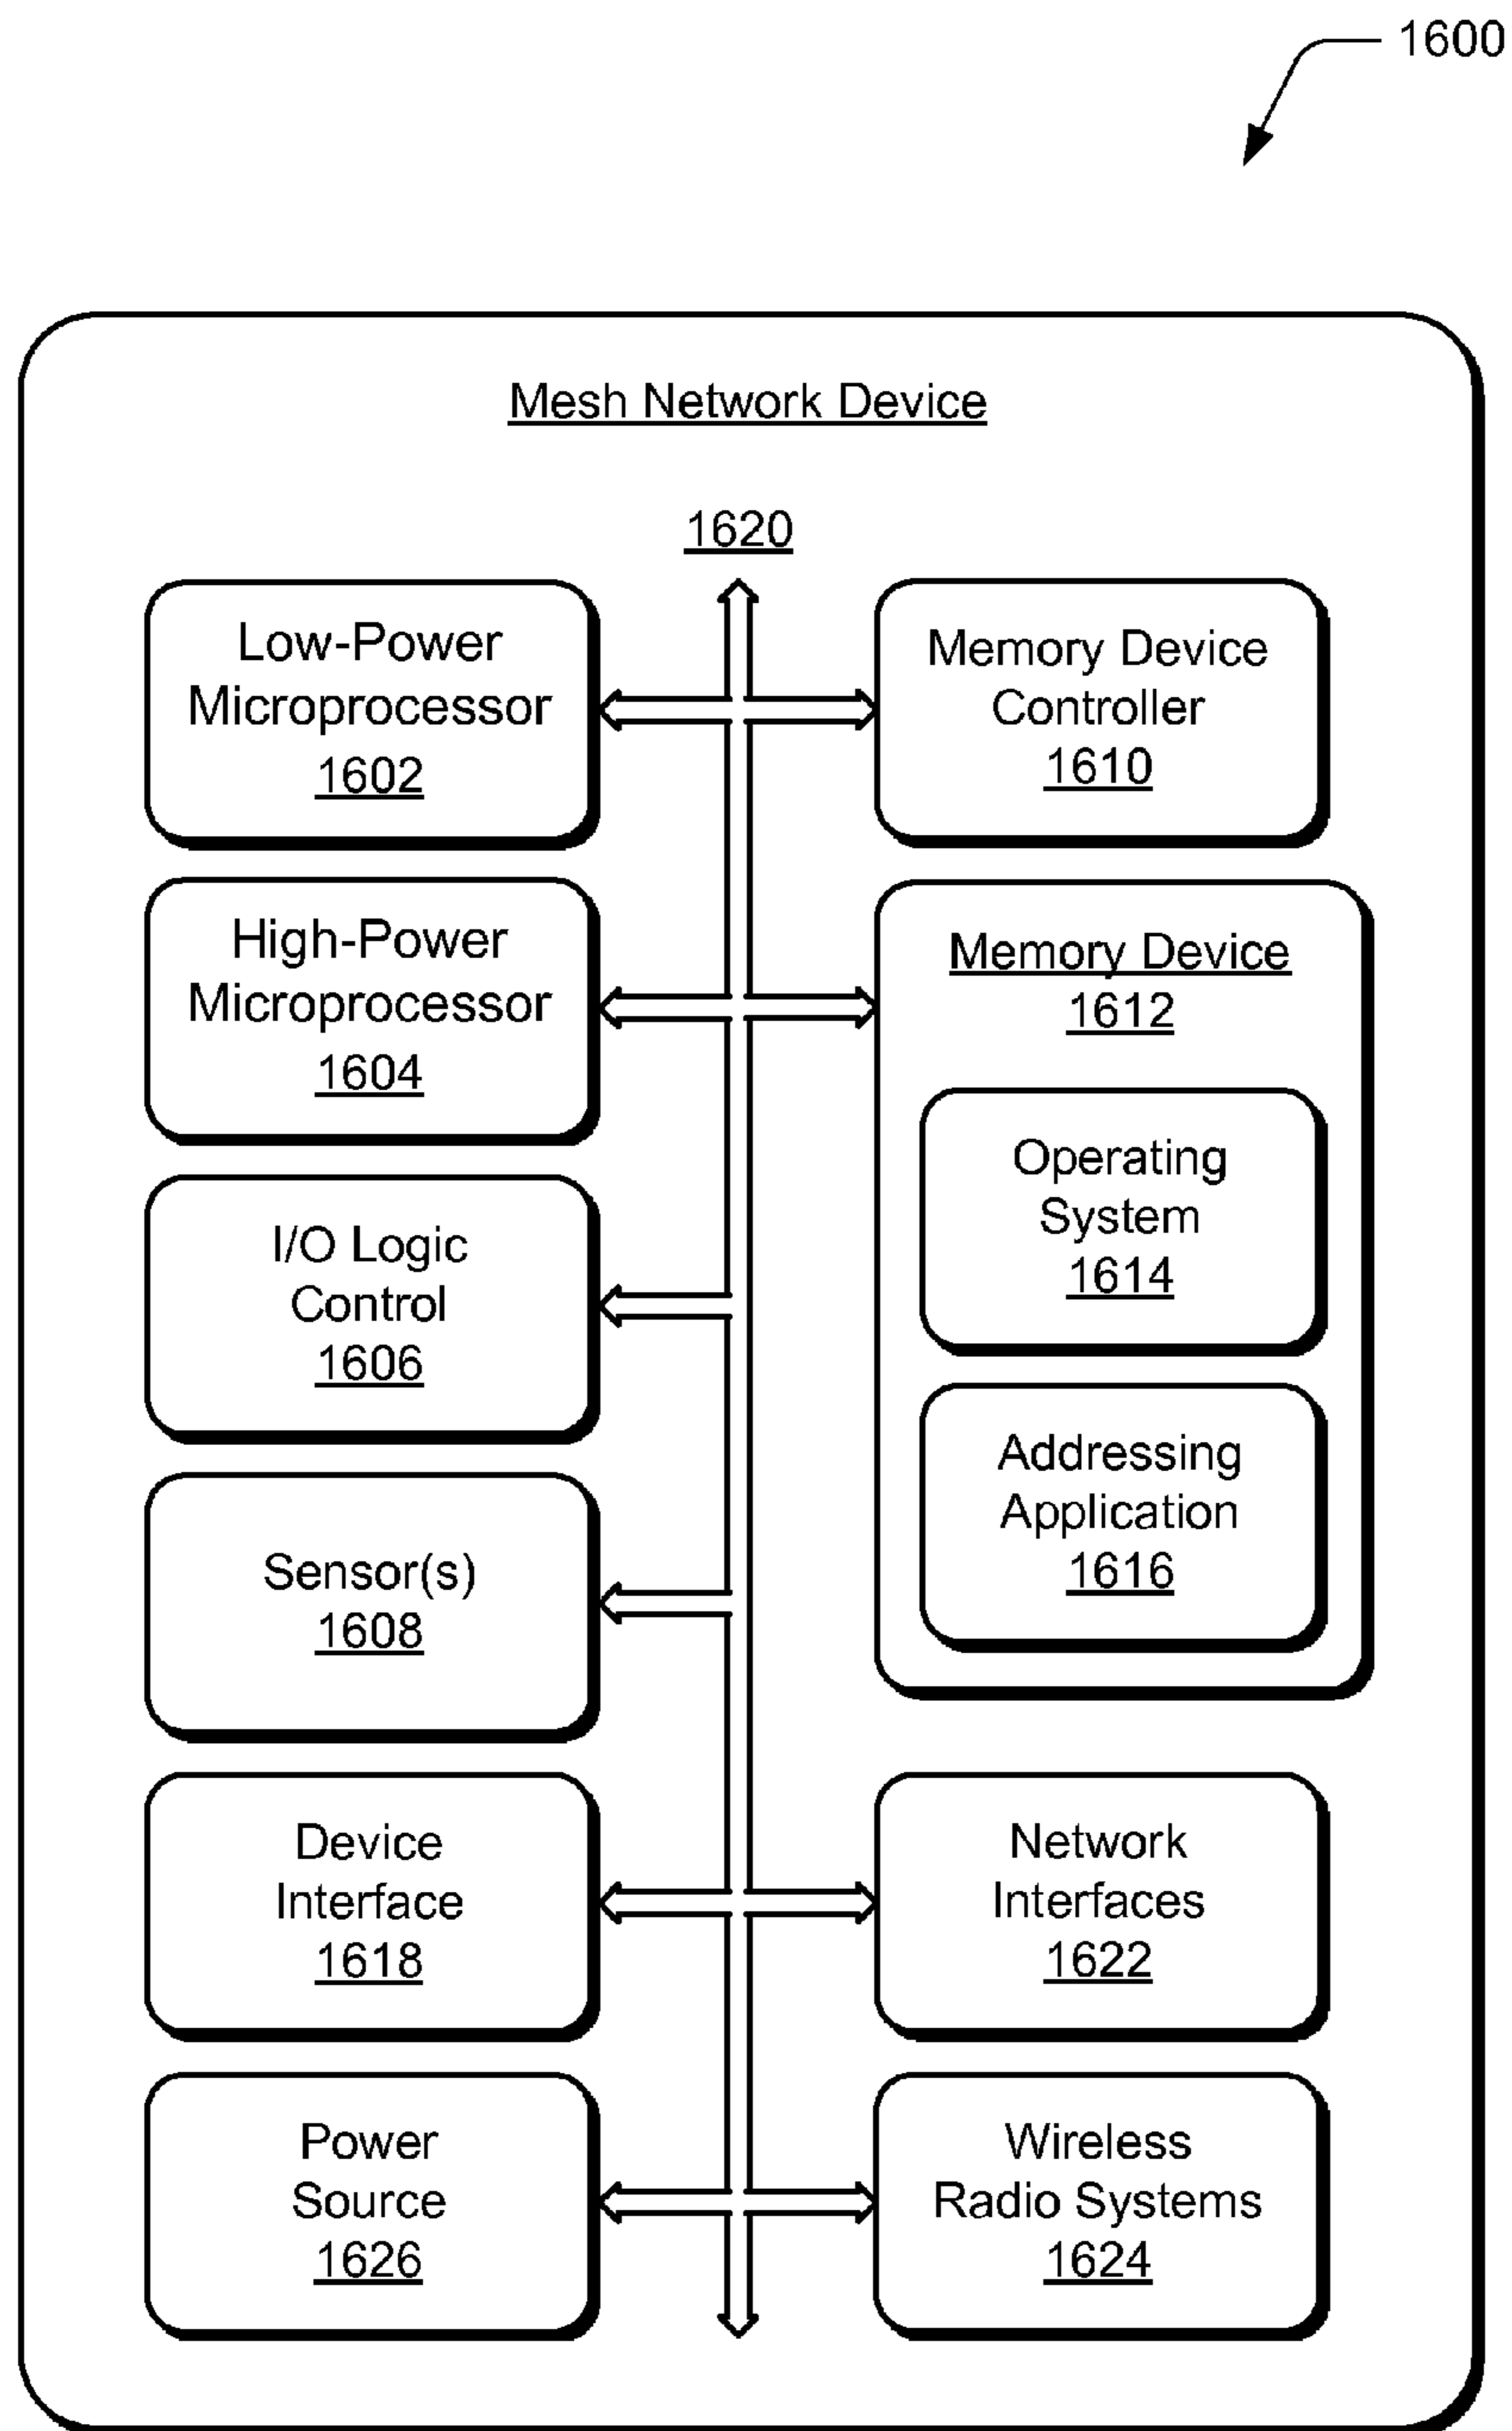 1600
Mesh Network Device
1620
Low-Power
Microprocessor
1602
Memory Device
Controller
1610
High-Power
Microprocessor
1604
Memory Device
1612
Operating
System
1614
I/O Logic
Control
1606
Addressing
Application
1616
Sensor(s)
1608
Device
Interface
1618
Network
Interfaces
1622
Power
Source
1626
Wireless
Radio Systems
1624